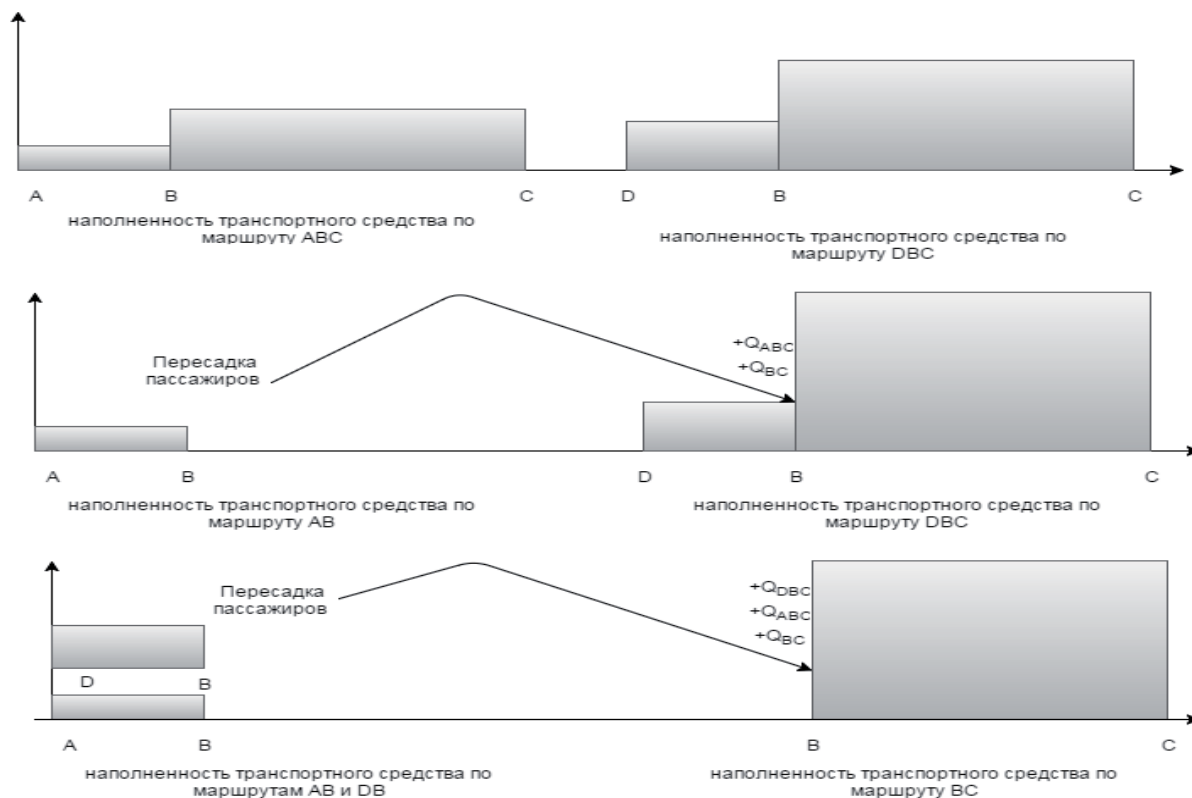 A B C D B C
наполненность транспортного средства по
маршруту ABC
наполненность транспортного средства по
маршруту DBC
Пересадка
пассажиров
+QABC
+QBC
A B D B C
наполненность транспортного средства по
маршруту AB
наполненность транспортного средства по
маршруту DBC
Пересадка
пассажиров
+QDBC
+QABC
+QBC
D B
A B B C
наполненность транспортного средства по
маршрутам AB и DB
наполненность транспортного средства по
маршруту BC